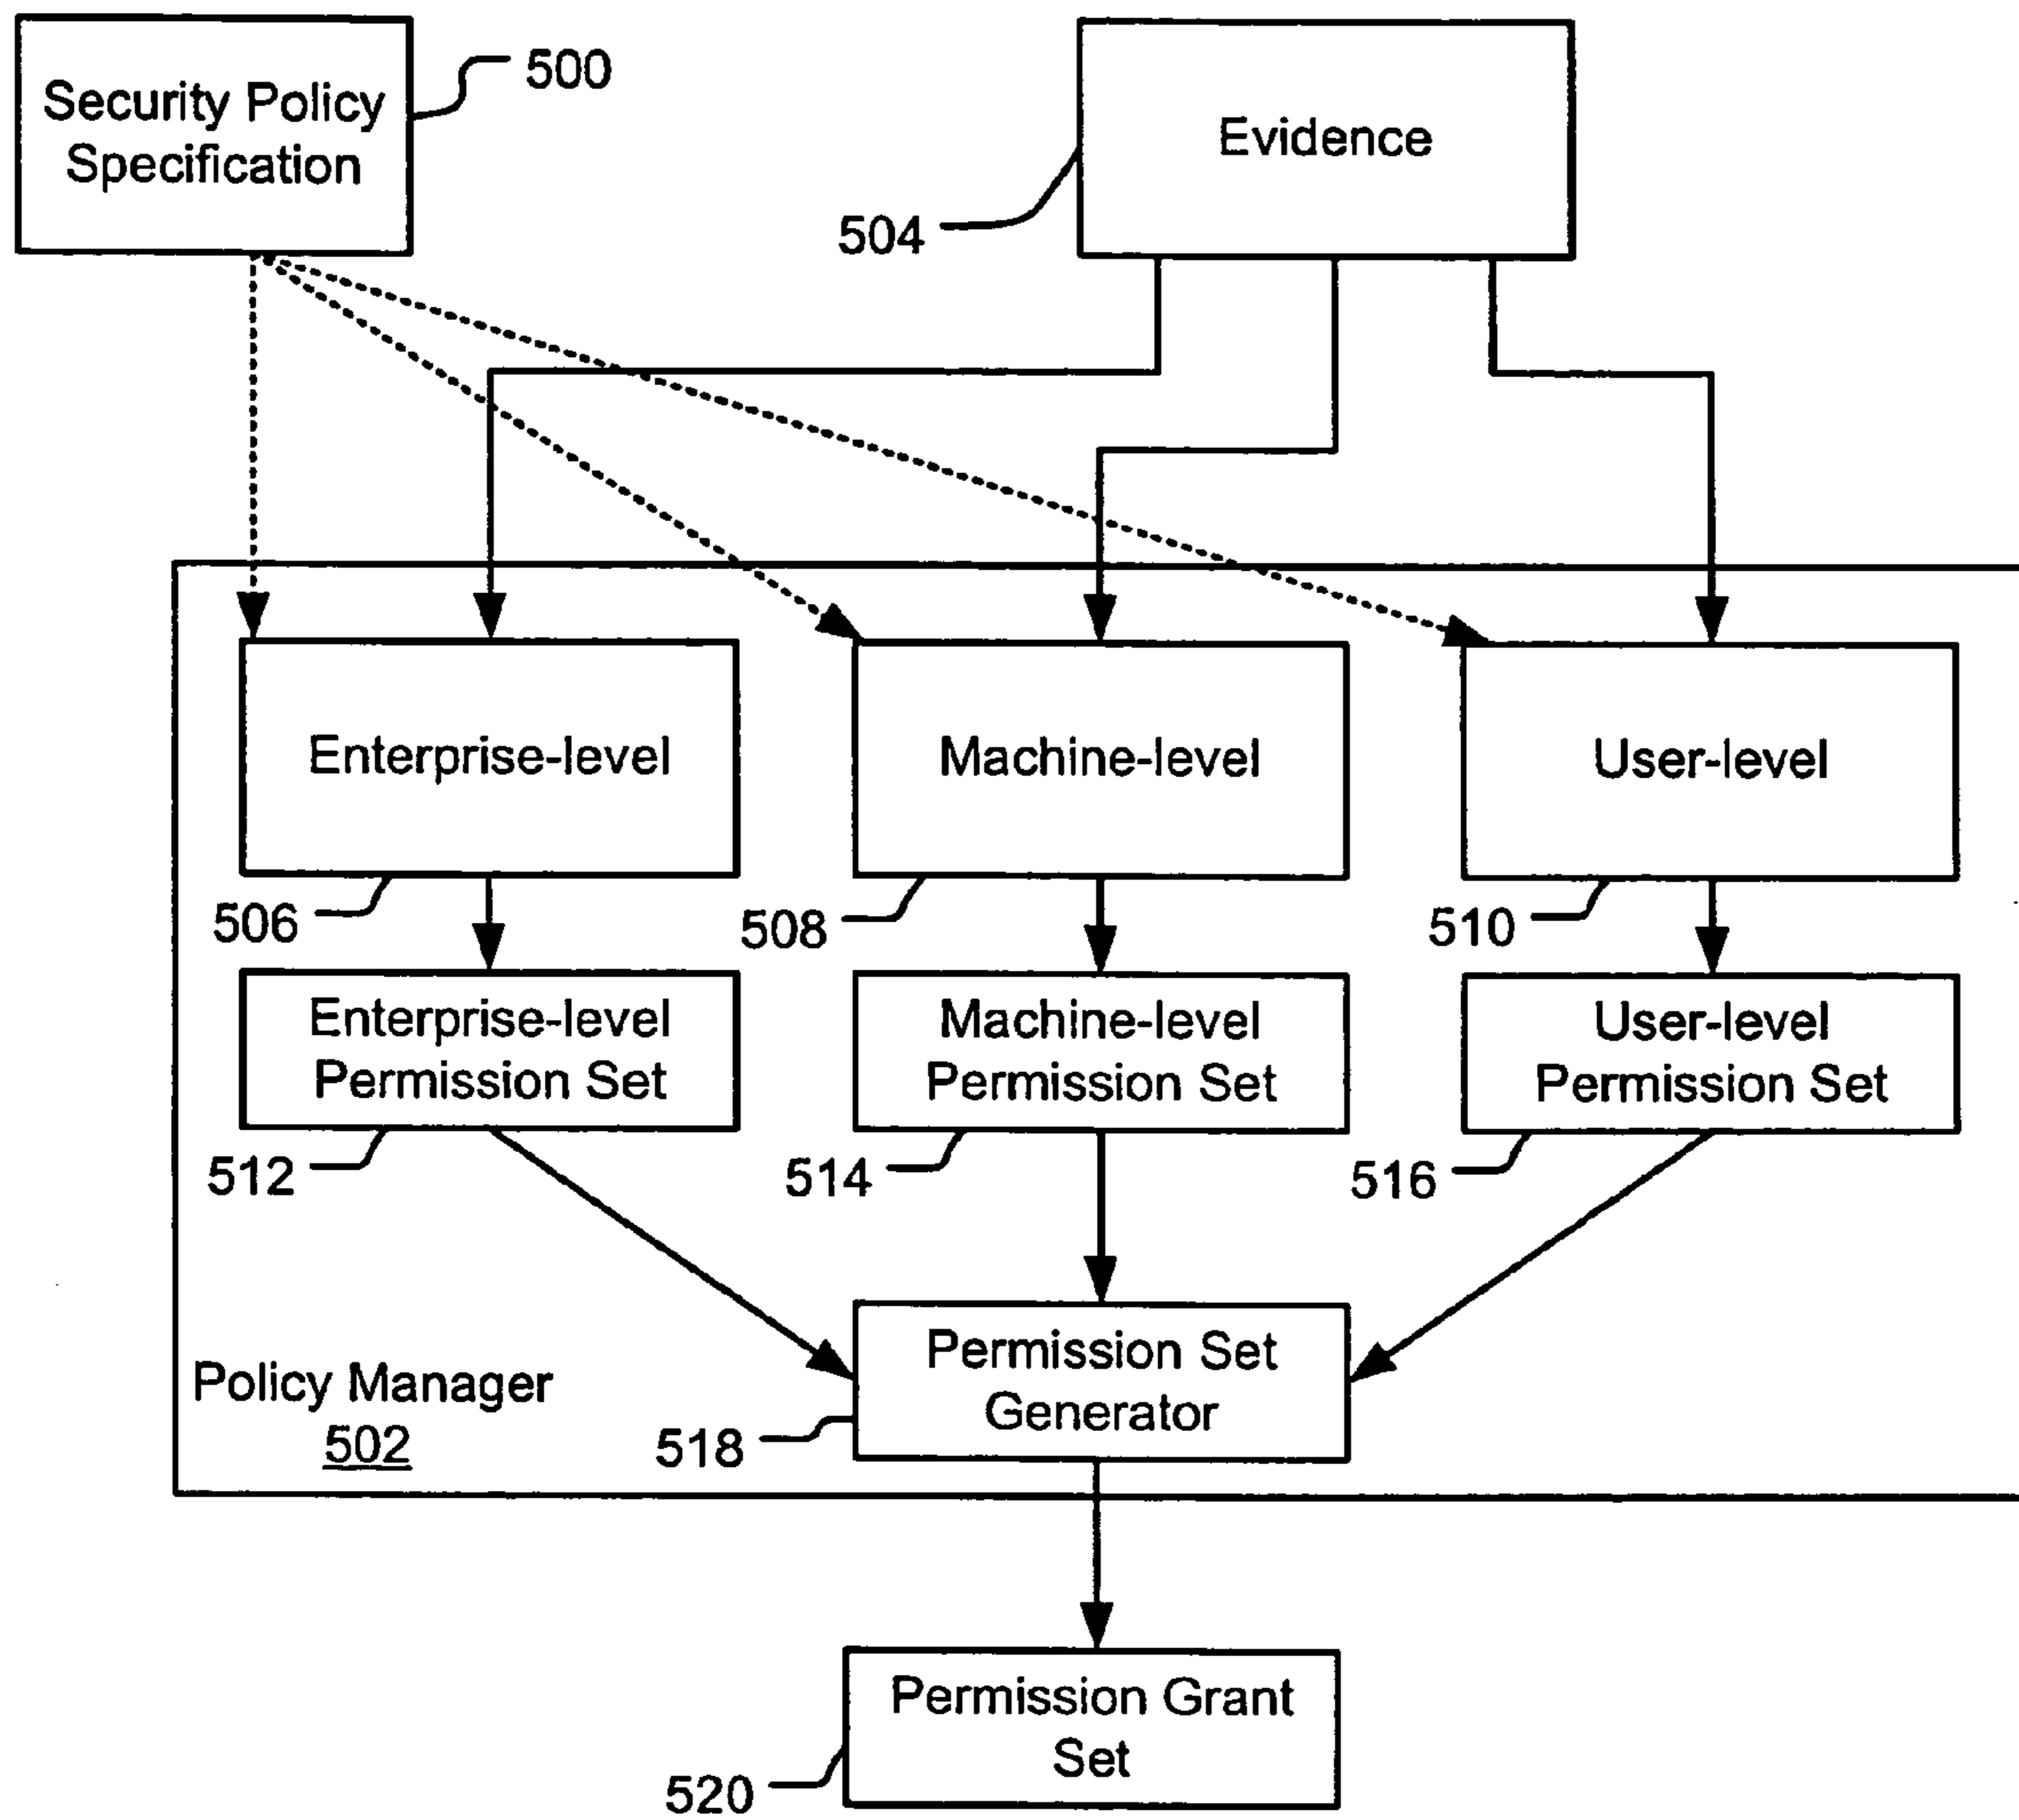 Security Policy
Specification
500
Evidence
504
Enterprise-level
Machine-level
User-level
506
508
510
Enterprise-level
Permission Set
Machine-level
Permission Set
User-level
Permission Set
512
514
516
Permission Set
Generator
Policy Manager
502
518
Permission Grant
Set
520